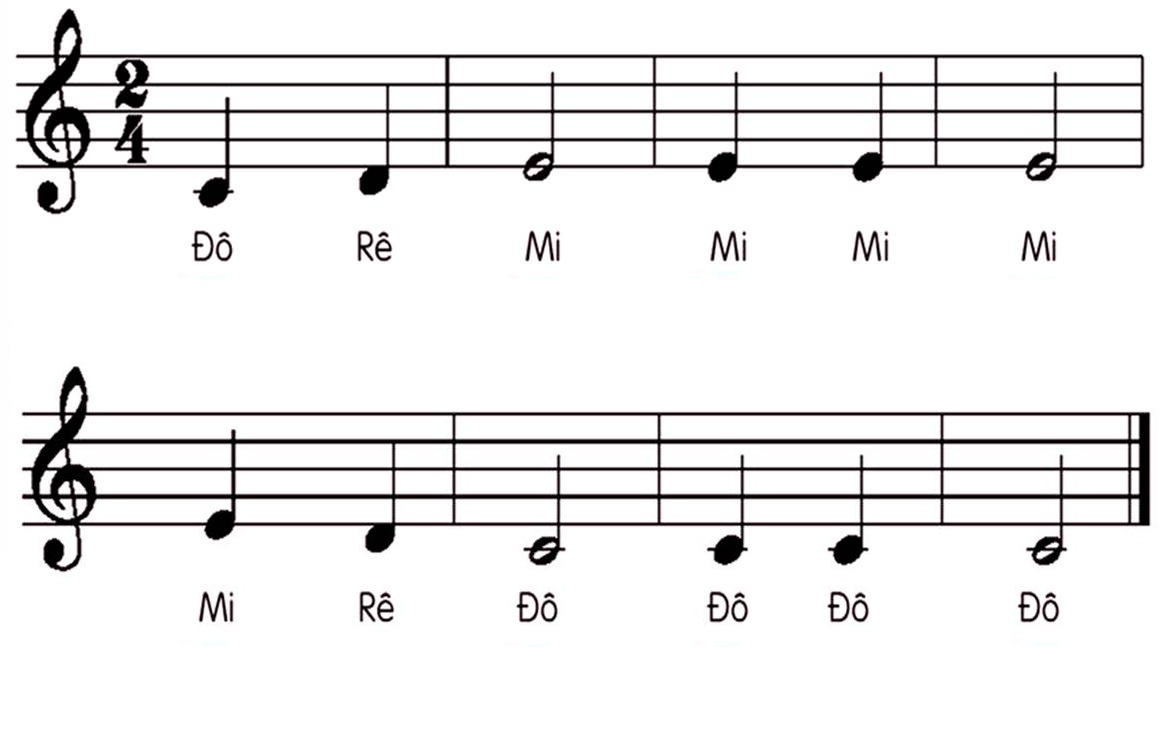 2
4
Đô Rê Mi Mi Mi Mi
Mi Rê Đô Đô Đô Đô